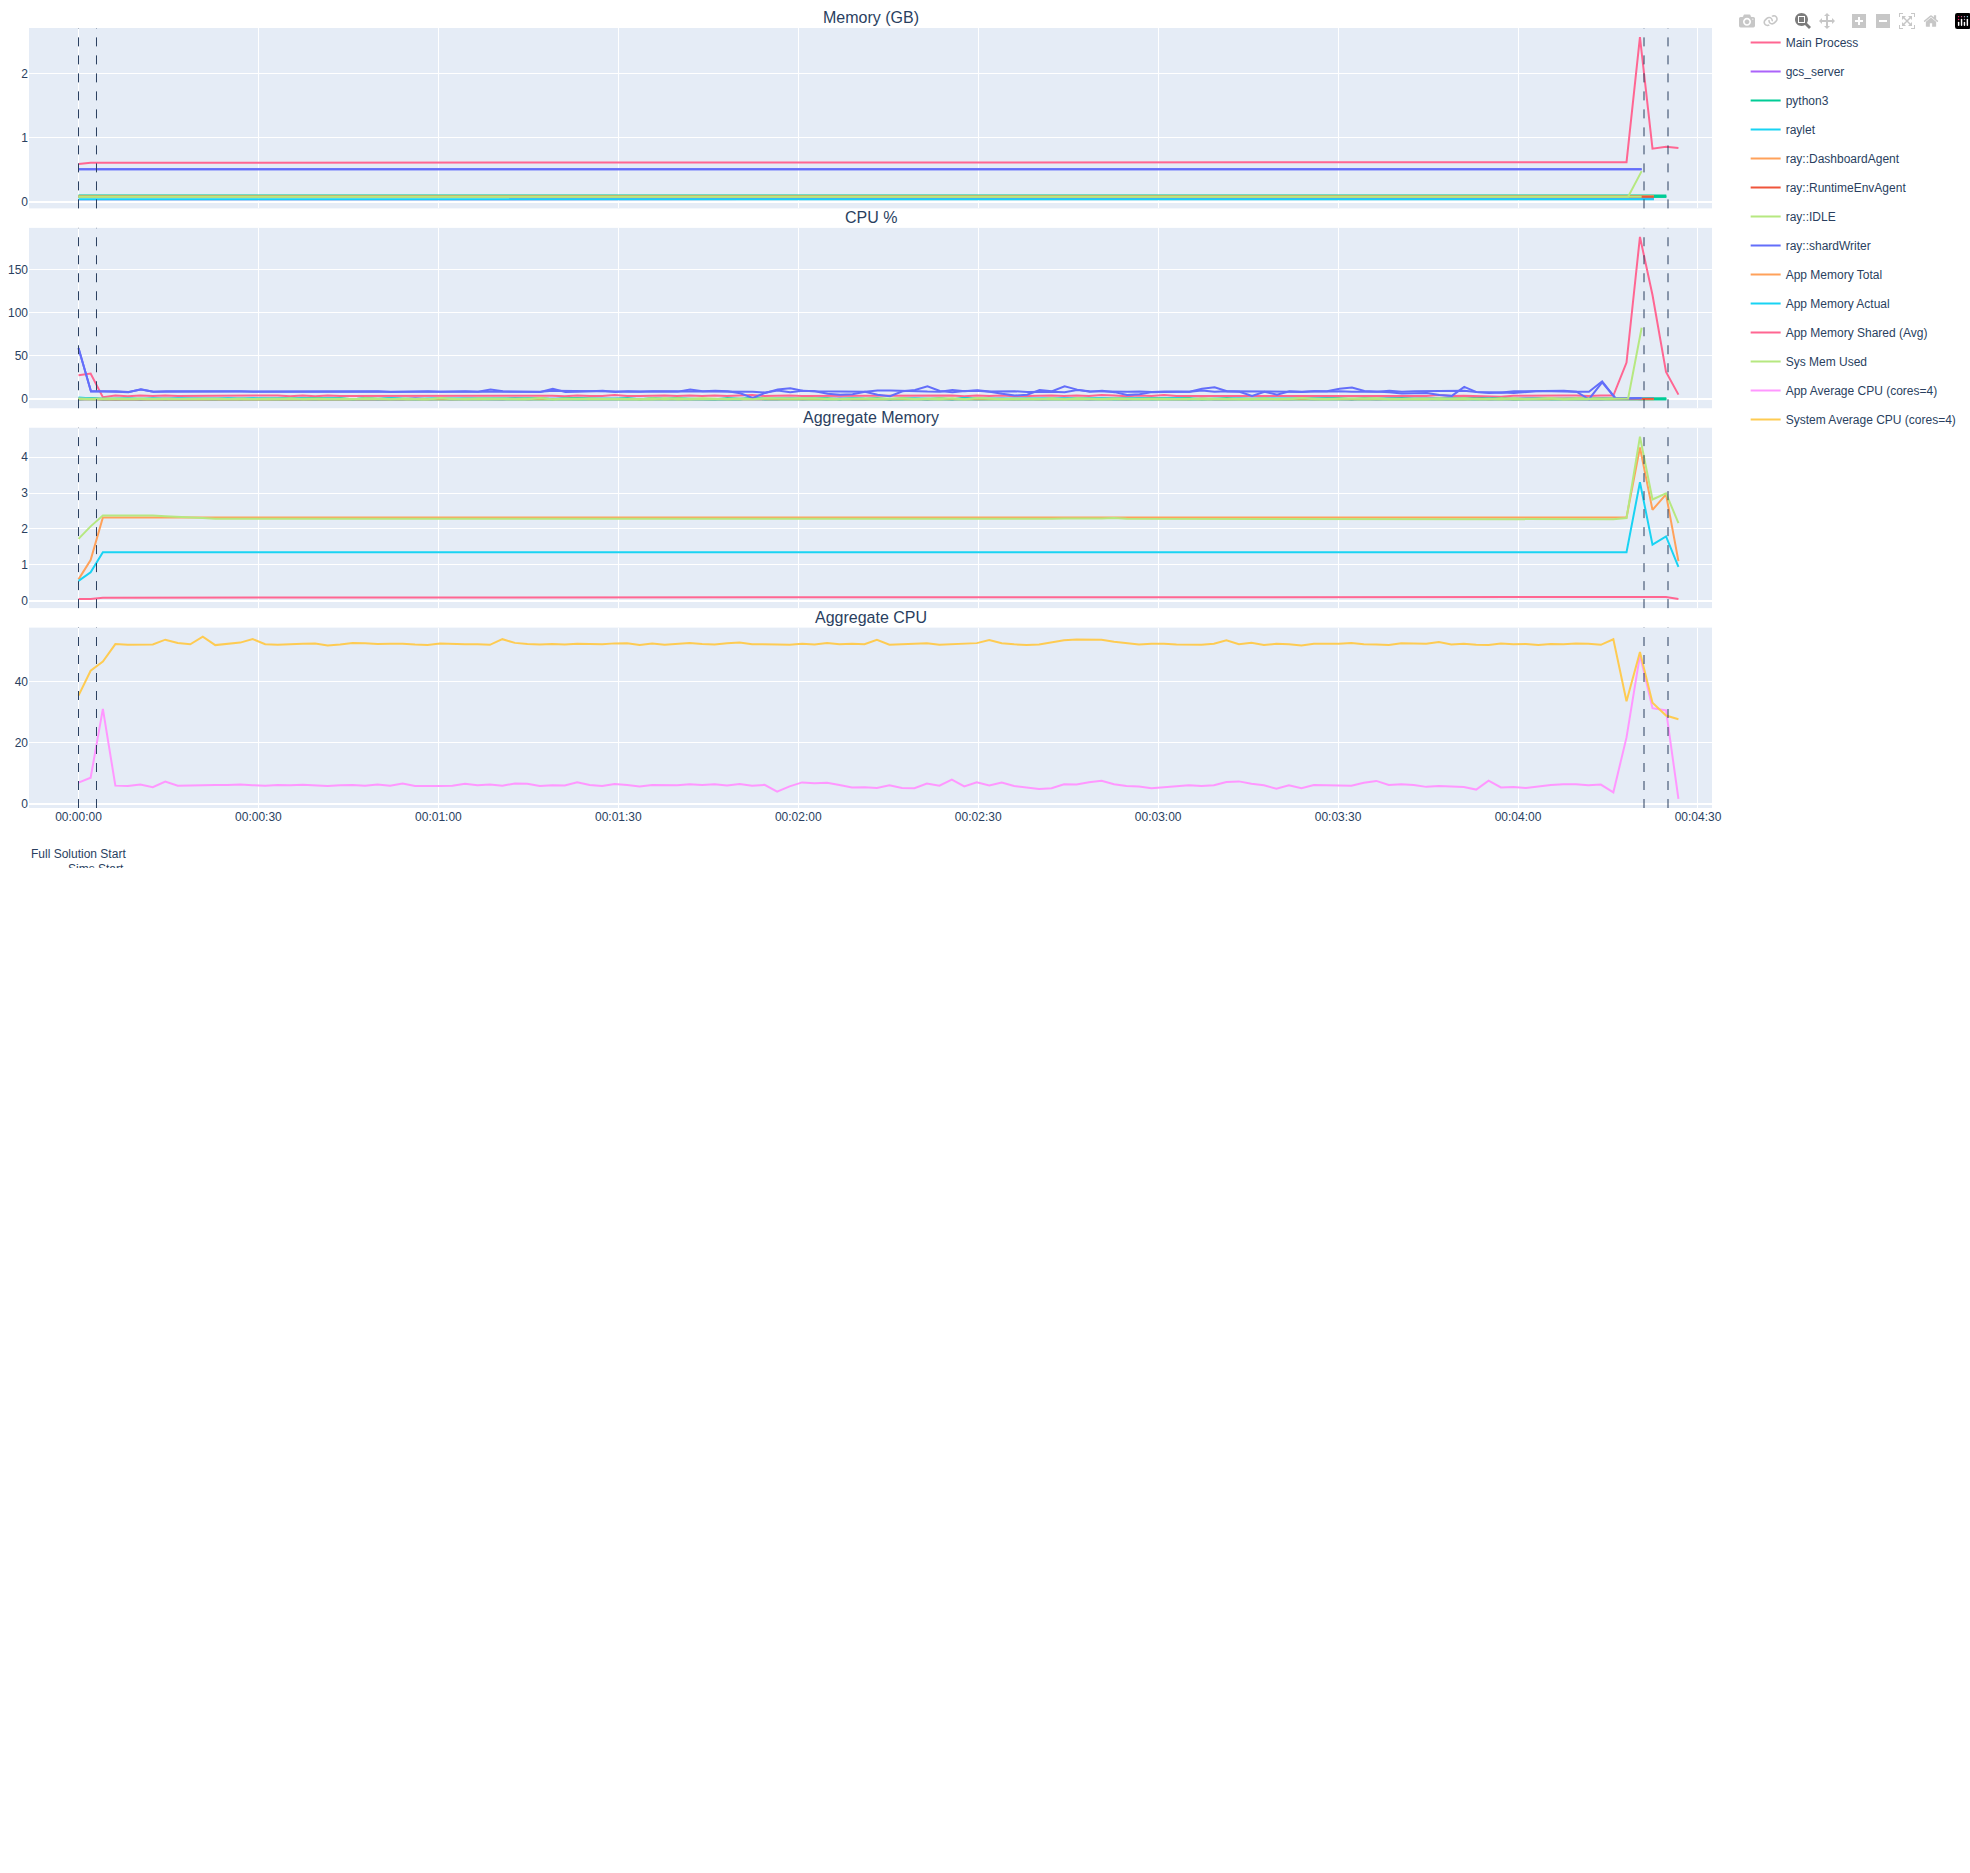 Memory (GB)
2
1
0
CPU %
150
100
50
0
Aggregate Memory
4
3
2
1
0
Aggregate CPU
40
20
0
00:00:00
00:00:30
00:01:00
00:01:30
00:02:00
00:02:30
00:03:00
00:03:30
00:04:00
00:04:30
Full Solution Start
Sims Start
Main Process
gcs_server
python3
raylet
ray::DashboardAgent
ray::RuntimeEnvAgent
ray::IDLE
ray::shardWriter
App Memory Total
App Memory Actual
App Memory Shared (Avg)
Sys Mem Used
App Average CPU (cores=4)
System Average CPU (cores=4)